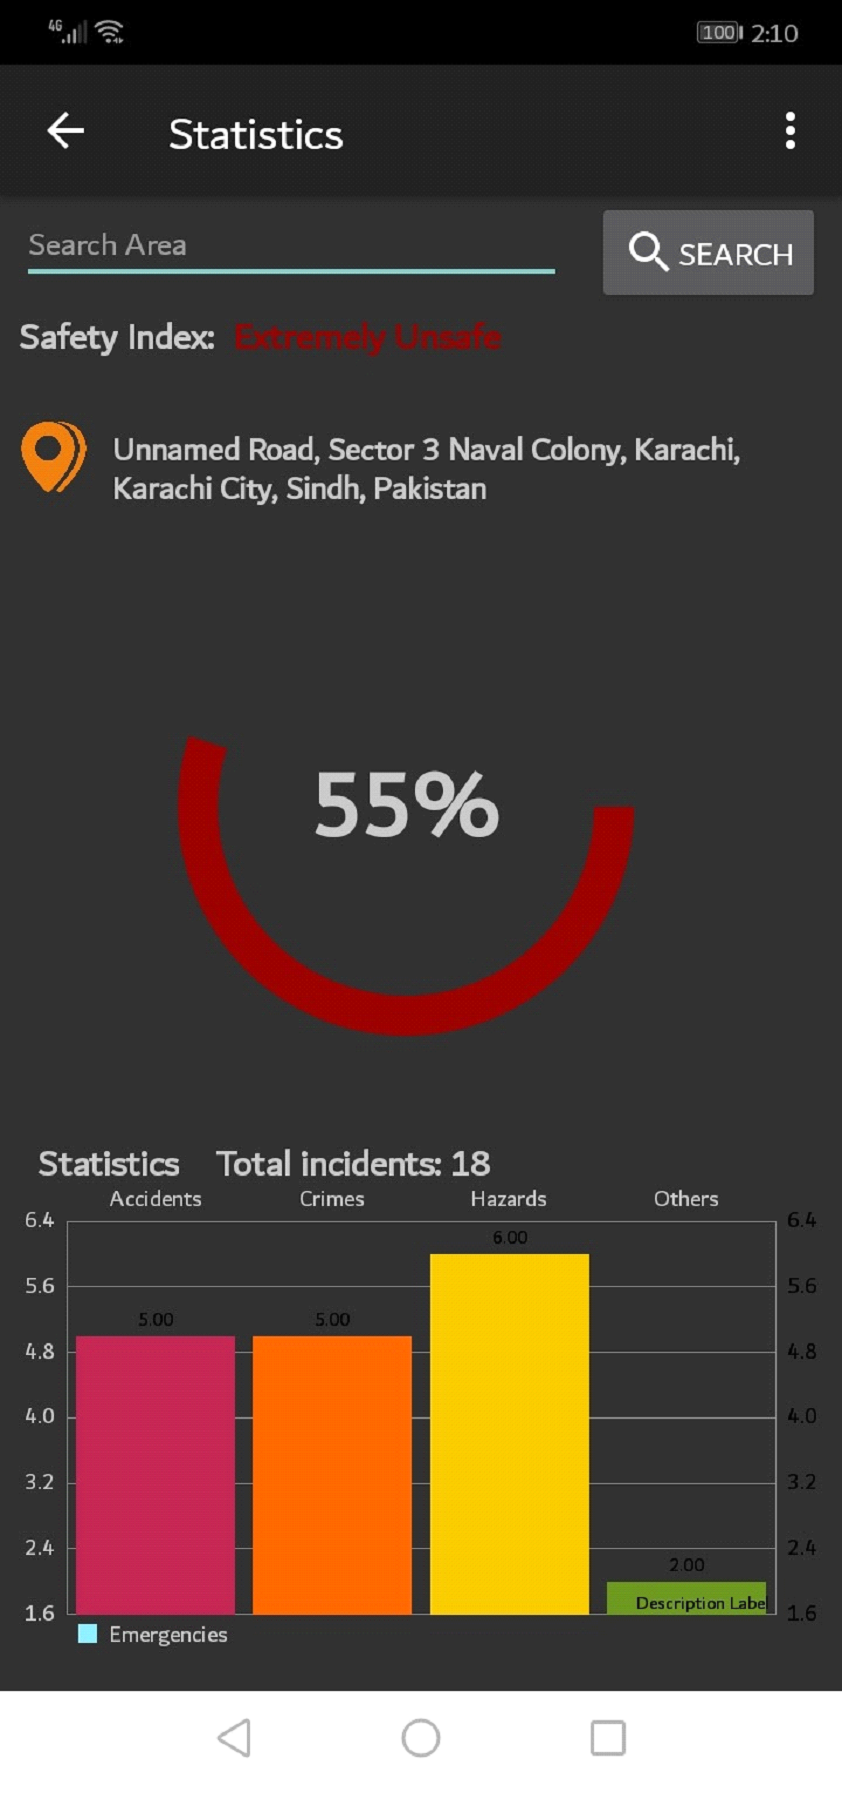 4G 100 2:10
Statistics
Search Area SEARCH
Safety Index: Extremely Unsafe
Unnamed Road, Sector 3 Naval Colony, Karachi,
Karachi City, Sindh, Pakistan
55%
Statistics Total incidents: 18
Accidents Crimes Hazards Others
6.4 6.4
6.00
5.6 5.6
5.00 5.00
4.8 4.8
4.0 4.0
3.2 3.2
2.4 2.4
2.00
Description Labe
1.6 1.6
Emergencies